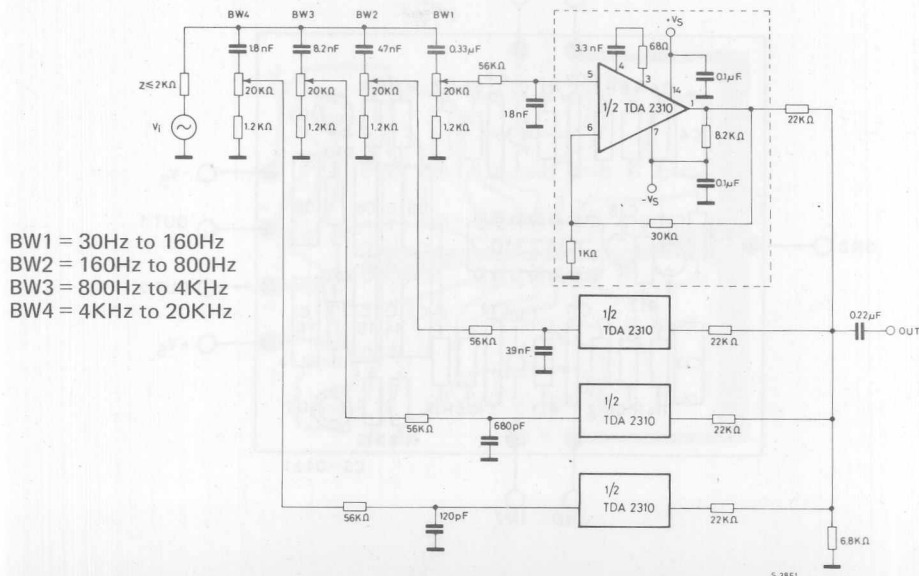 BW4 BW3 BW2 BW1
1.8nF 8.2nF 47nF 0.33µF
Z≤2KΩ 20KΩ 20KΩ 20KΩ 20KΩ
Vi 1.2KΩ 1.2KΩ 1.2KΩ 1.2KΩ
56KΩ
18nF
+Vs
3.3nF 68Ω
4 3
0.1µF
14
5
1/2 TDA 2310
1
6
7
8.2KΩ
0.1µF
-Vs
30KΩ
1KΩ
22KΩ
BW1 = 30Hz to 160Hz
BW2 = 160Hz to 800Hz
BW3 = 800Hz to 4KHz
BW4 = 4KHz to 20KHz
56KΩ
3.9nF
1/2
TDA 2310
22KΩ
0.22µF
OUT
56KΩ
680pF
1/2
TDA 2310
22KΩ
56KΩ
120pF
1/2
TDA 2310
22KΩ
6.8KΩ